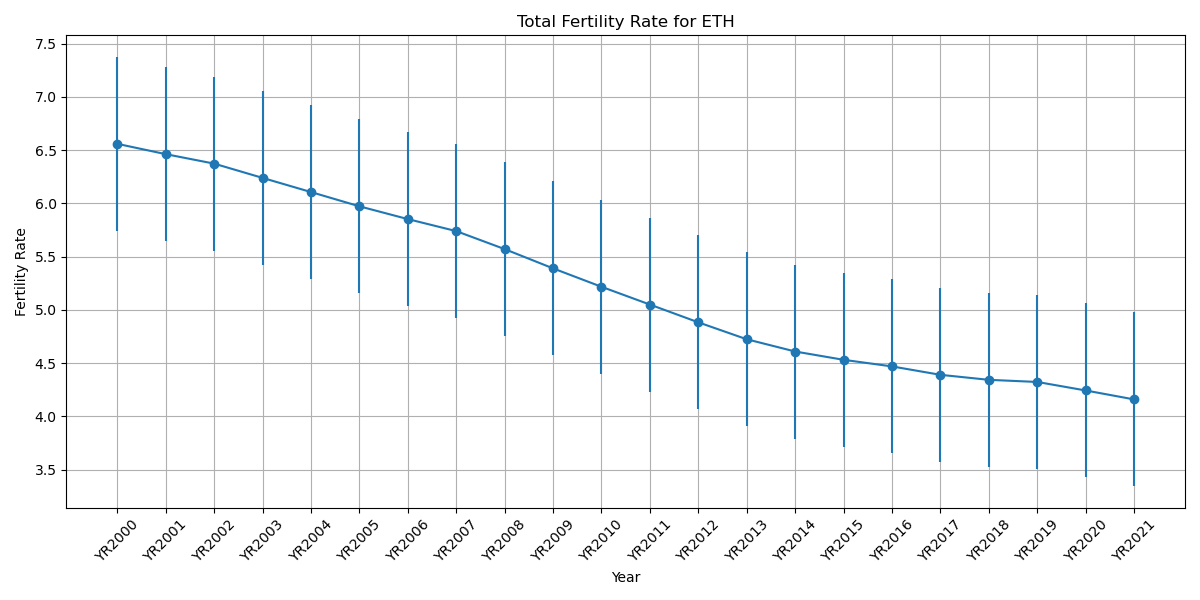 Total Fertility Rate for ETH
Fertility Rate
7.5
7.0
6.5
6.0
5.5
5.0
4.5
4.0
3.5
YR2000
YR2001
YR2002
YR2003
YR2004
YR2005
YR2006
YR2007
YR2008
YR2009
YR2010
YR2011
YR2012
YR2013
YR2014
YR2015
YR2016
YR2017
YR2018
YR2019
YR2020
YR2021
Year